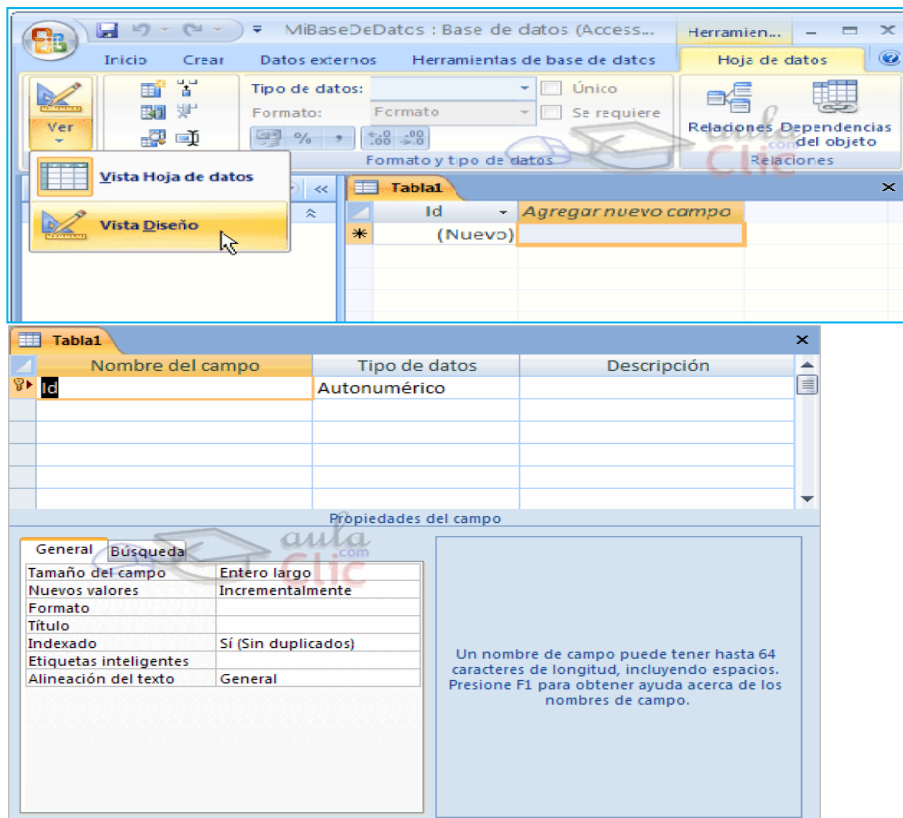 MiBaseDeDatos : Base de datos (Access... Herramien...
Inicio Crear Datos externos Herramientas de base de datos Hoja de datos
Ver
Tipo de datos:
Único
Formato: Formato
Se requiere
Formato y tipo de datos
Relaciones Dependencias del objeto
Relaciones
Vista Hoja de datos
Vista Diseño
Tabla1
Id Agregar nuevo campo
(Nuevo)
Tabla1
Nombre del campo Tipo de datos Descripción
Id Autonumérico
Propiedades del campo
aula
.com
Clic
General Búsqueda
Tamaño del campo Entero largo
Nuevos valores Incrementalmente
Formato
Título
Indexado Sí (Sin duplicados)
Etiquetas inteligentes
Alineación del texto General
Un nombre de campo puede tener hasta 64
caracteres de longitud, incluyendo espacios.
Presione F1 para obtener ayuda acerca de los
nombres de campo.